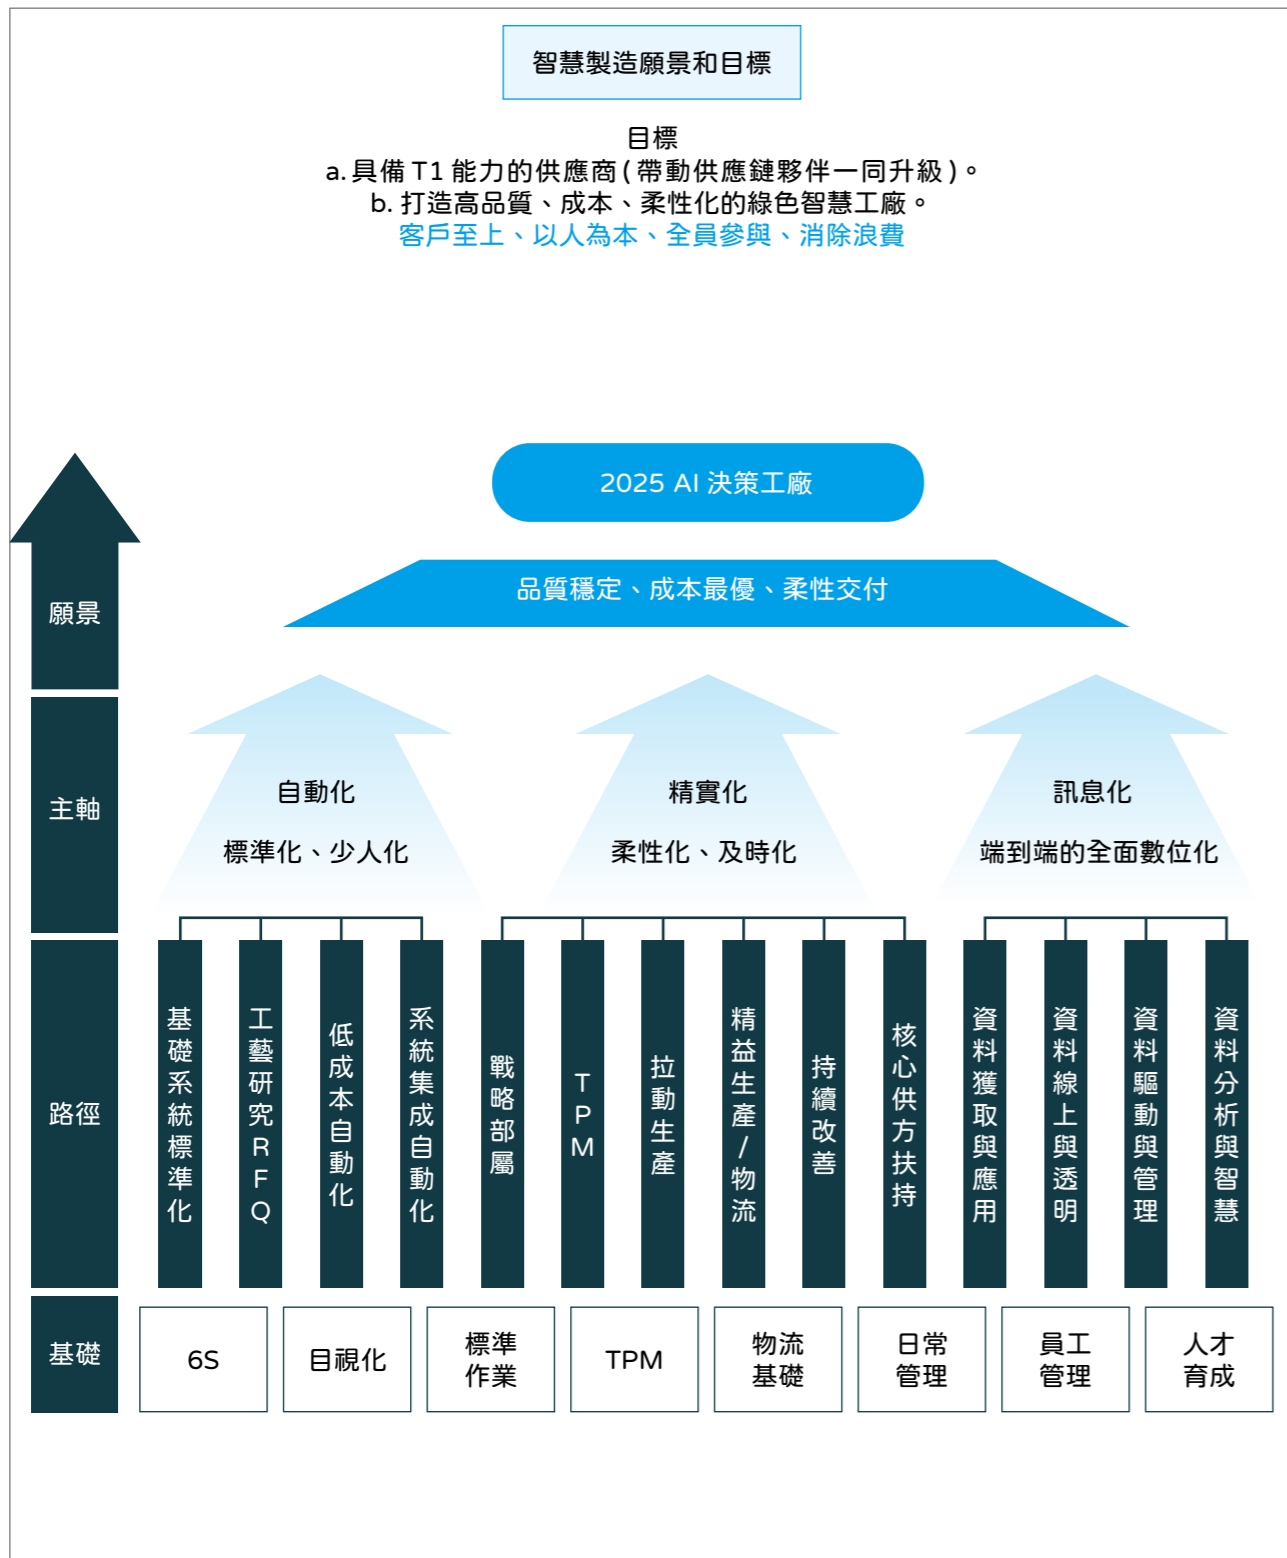 智慧製造願景和目標
目標
a. 具備 T1 能力的供應商 ( 帶動供應鏈夥伴一同升級 )。
b. 打造高品質、成本、柔性化的綠色智慧工廠。
客戶至上、以人為本、全員參與、消除浪費
2025 AI 決策工廠
品質穩定、成本最優、柔性交付
願景
主軸
自動化
標準化、少人化
精實化
柔性化、及時化
訊息化
端到端的全面數位化
路徑
基礎系統標準化
工藝研究RFQ
低成本自動化
系統集成自動化
戰略部屬
TPM
拉動生產
精益生產/物流
持續改善
核心供方扶持
資料獲取與應用
資料線上與透明
資料驅動與管理
資料分析與智慧
基礎
6S
目視化
標準
作業
TPM
物流
基礎
日常
管理
員工
管理
人才
育成